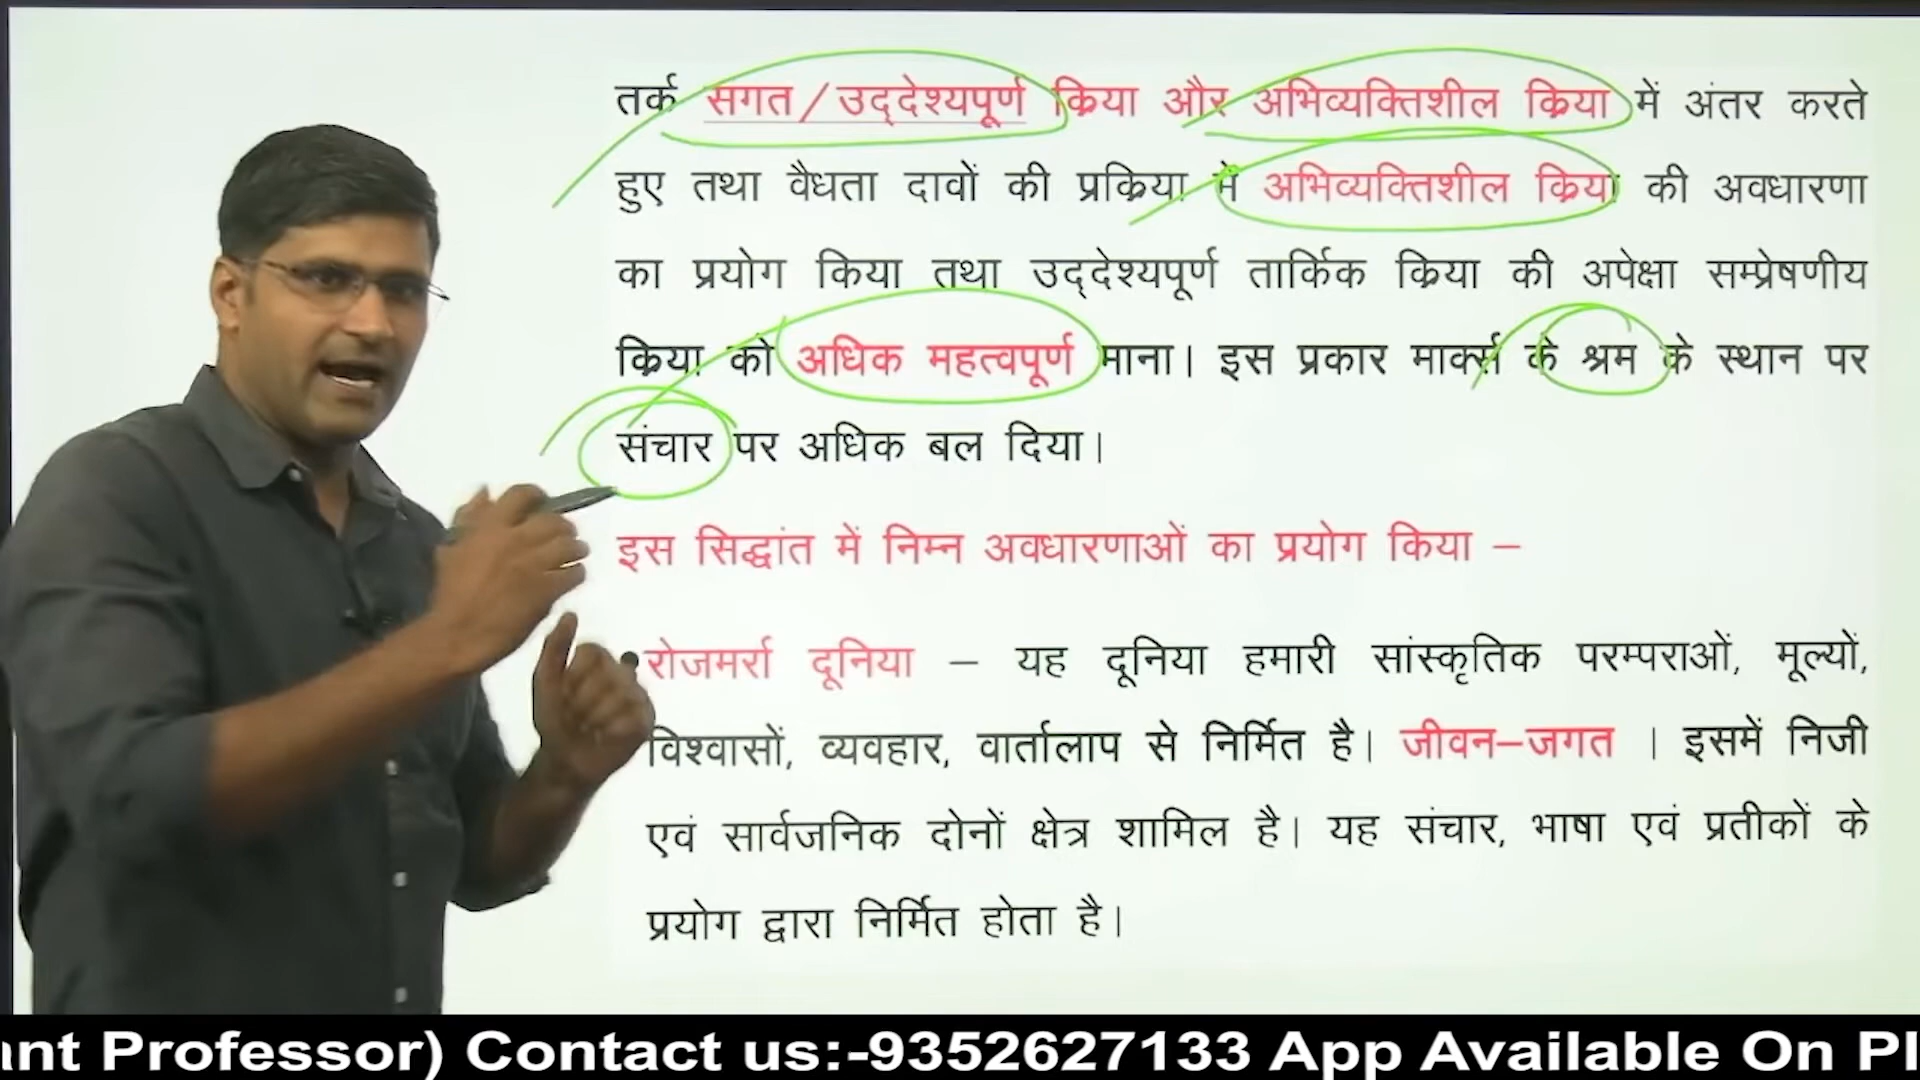 तर्क सगत/उद्देश्यपूर्ण क्रिया और अभिव्यक्तिशील क्रिया में अंतर करते
हुए तथा वैधता दावों की प्रक्रिया में अभिव्यक्तिशील क्रिया की अवधारणा
का प्रयोग किया तथा उद्देश्यपूर्ण तार्किक क्रिया की अपेक्षा सम्प्रेषणीय
क्रिया को अधिक महत्वपूर्ण माना। इस प्रकार मार्क्स के श्रम के स्थान पर
संचार पर अधिक बल दिया।
इस सिद्धांत में निम्न अवधारणाओं का प्रयोग किया –
• रोजमर्रा दूनिया – यह दूनिया हमारी सांस्कृतिक परम्पराओं, मूल्यों,
विश्वासों, व्यवहार, वार्तालाप से निर्मित है। जीवन–जगत । इसमें निजी
एवं सार्वजनिक दोनों क्षेत्र शामिल है। यह संचार, भाषा एवं प्रतीकों के
प्रयोग द्वारा निर्मित होता है।
ant Professor) Contact us:-9352627133 App Available On Pl